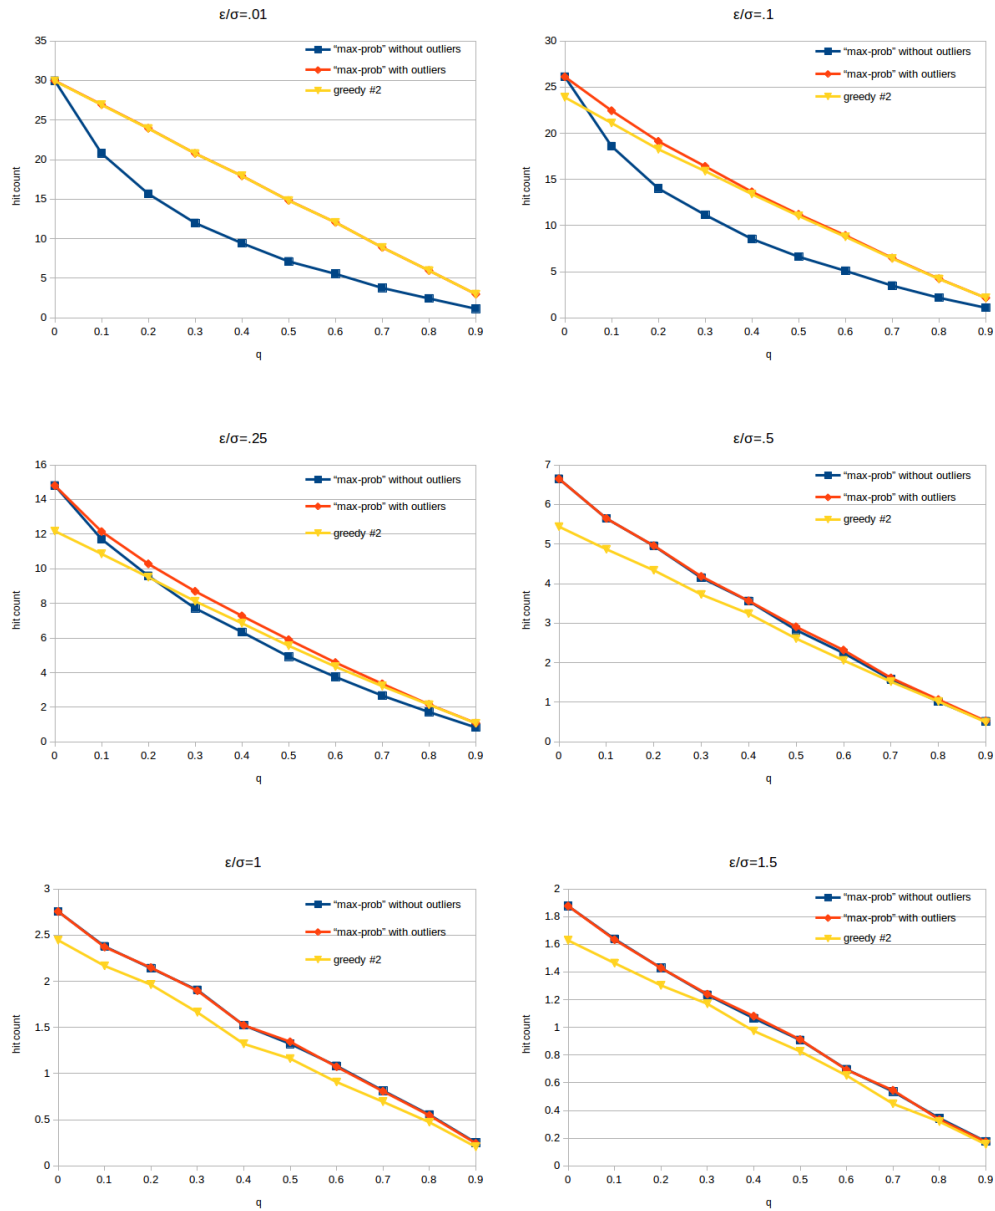 ε/σ=.01
35
30
25
20
15
10
5
0
hit count
"max-prob" without outliers
"max-prob" with outliers
greedy #2
0 0.1 0.2 0.3 0.4 0.5 0.6 0.7 0.8 0.9
q
ε/σ=.1
30
25
20
15
10
5
0
hit count
"max-prob" without outliers
"max-prob" with outliers
greedy #2
0 0.1 0.2 0.3 0.4 0.5 0.6 0.7 0.8 0.9
q
ε/σ=.25
16
14
12
10
8
6
4
2
0
hit count
"max-prob" without outliers
"max-prob" with outliers
greedy #2
0 0.1 0.2 0.3 0.4 0.5 0.6 0.7 0.8 0.9
q
ε/σ=.5
7
6
5
4
3
2
1
0
hit count
"max-prob" without outliers
"max-prob" with outliers
greedy #2
0 0.1 0.2 0.3 0.4 0.5 0.6 0.7 0.8 0.9
q
ε/σ=1
3
2.5
2
1.5
1
0.5
0
hit count
"max-prob" without outliers
"max-prob" with outliers
greedy #2
0 0.1 0.2 0.3 0.4 0.5 0.6 0.7 0.8 0.9
q
ε/σ=1.5
2
1.8
1.6
1.4
1.2
1
0.8
0.6
0.4
0.2
0
hit count
"max-prob" without outliers
"max-prob" with outliers
greedy #2
0 0.1 0.2 0.3 0.4 0.5 0.6 0.7 0.8 0.9
q